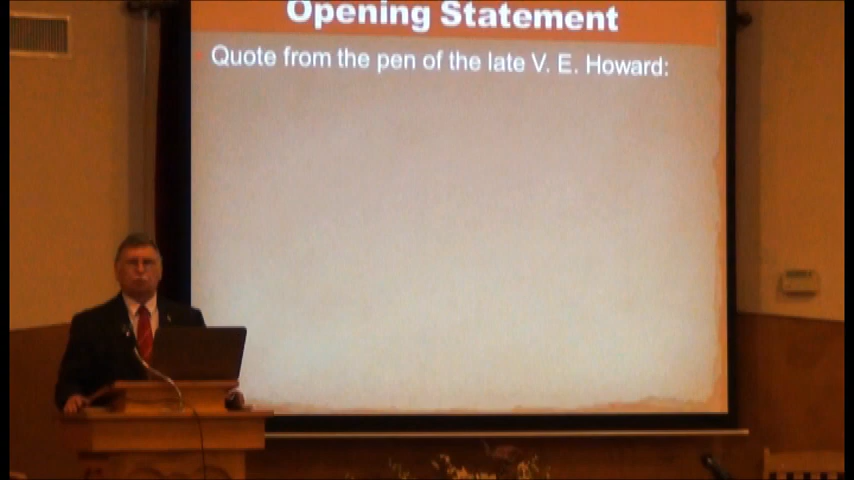 Opening Statement
Quote from the pen of the late V. E. Howard: